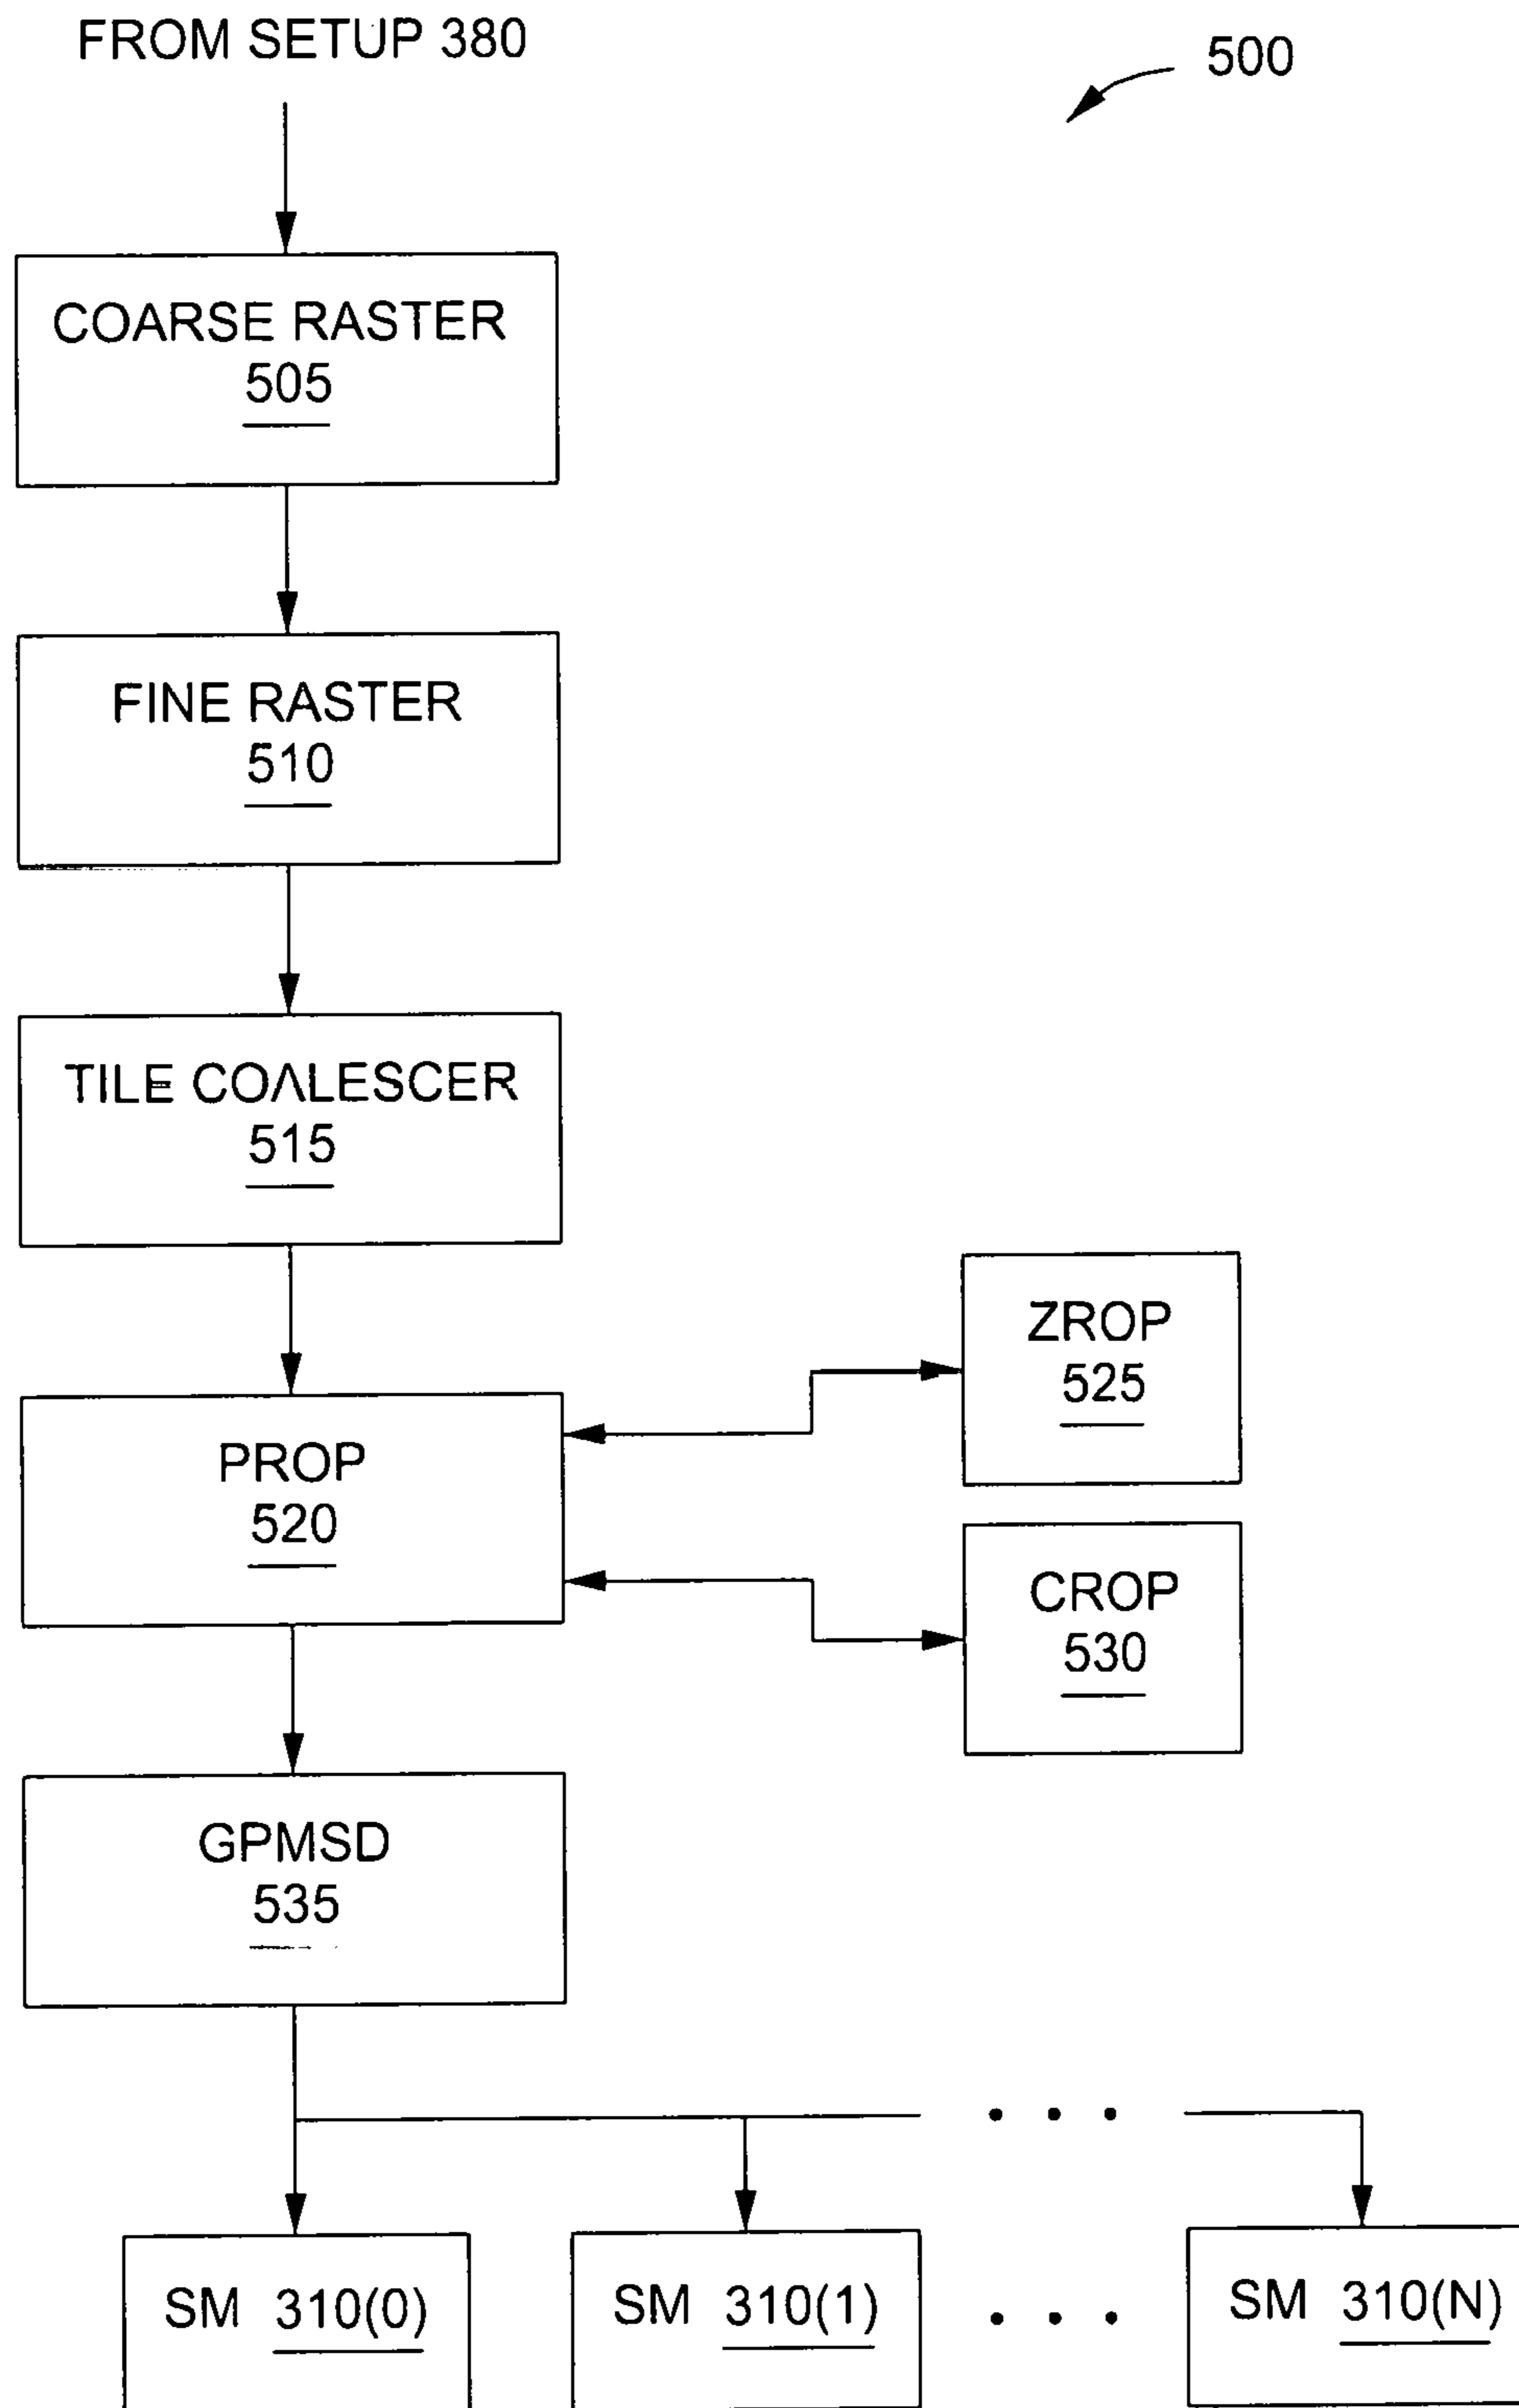 FROM SETUP 380
500
COARSE RASTER
505
FINE RASTER
510
TILE COALESCER
515
ZROP
525
PROP
520
CROP
530
GPMSD
535
SM 310(0)
SM 310(1)
SM 310(N)